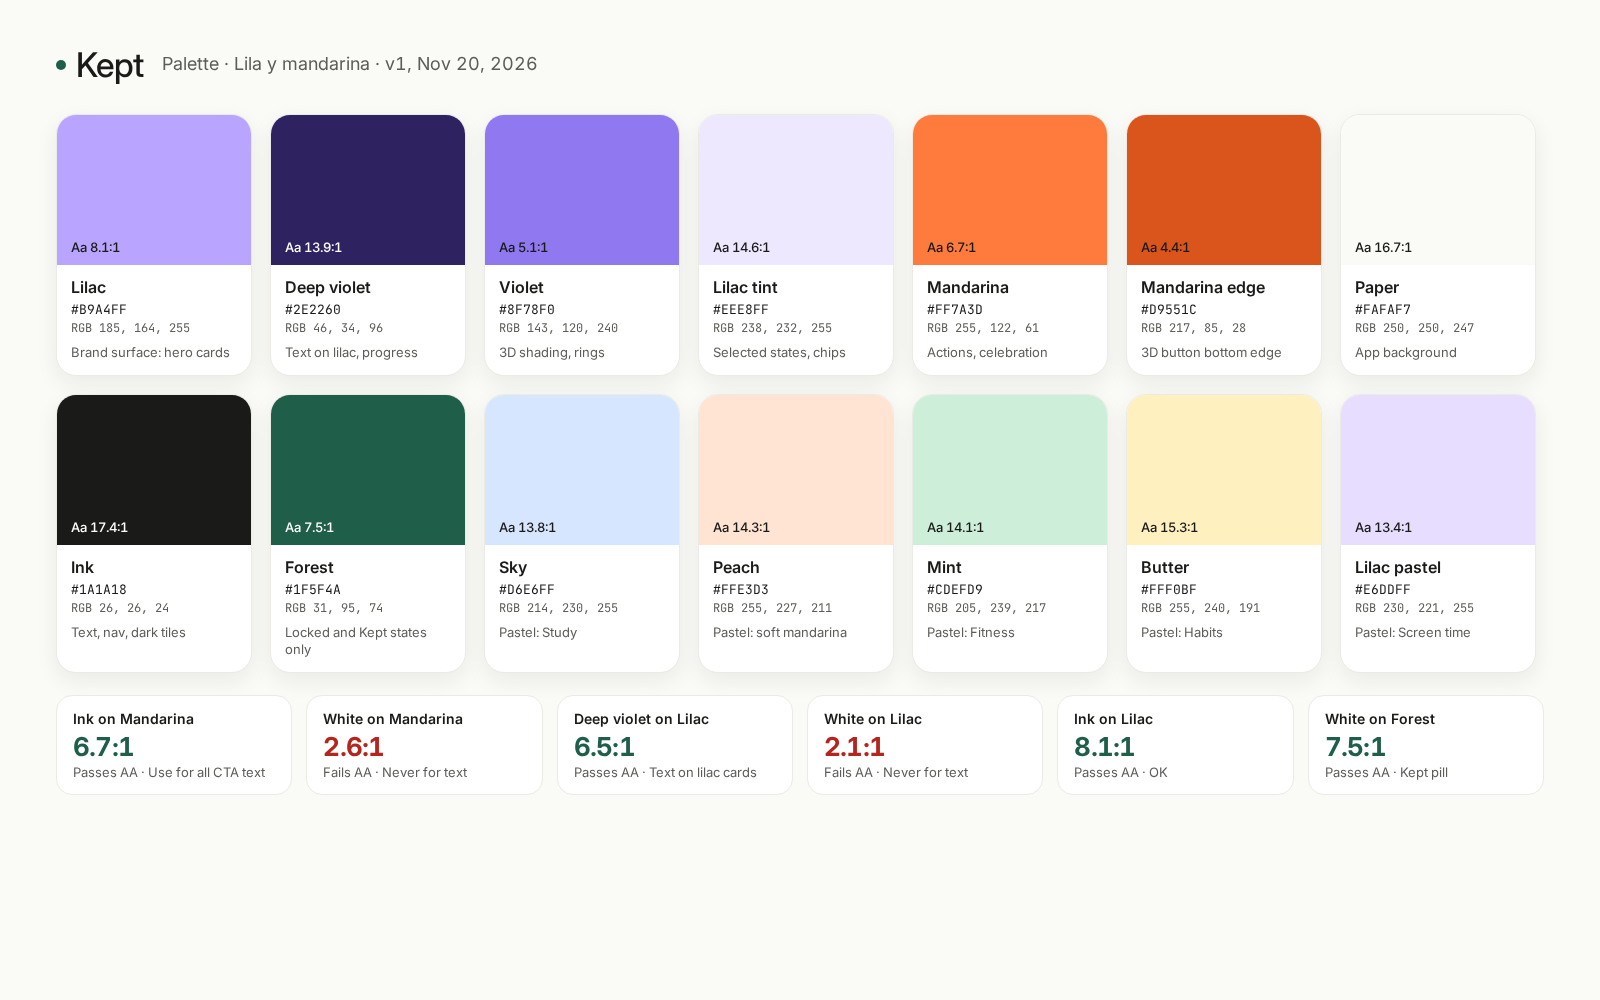 Kept
Palette · Lila y mandarina · v1, Nov 20, 2026
Aa 8.1:1
Lilac
#B9A4FF
RGB 185, 164, 255
Brand surface: hero cards
Aa 13.9:1
Deep violet
#2E2260
RGB 46, 34, 96
Text on lilac, progress
Aa 5.1:1
Violet
#8F78F0
RGB 143, 120, 240
3D shading, rings
Aa 14.6:1
Lilac tint
#EEE8FF
RGB 238, 232, 255
Selected states, chips
Aa 6.7:1
Mandarina
#FF7A3D
RGB 255, 122, 61
Actions, celebration
Aa 4.4:1
Mandarina edge
#D9551C
RGB 217, 85, 28
3D button bottom edge
Aa 16.7:1
Paper
#FAFAF7
RGB 250, 250, 247
App background
Aa 17.4:1
Ink
#1A1A18
RGB 26, 26, 24
Text, nav, dark tiles
Aa 7.5:1
Forest
#1F5F4A
RGB 31, 95, 74
Locked and Kept states
only
Aa 13.8:1
Sky
#D6E6FF
RGB 214, 230, 255
Pastel: Study
Aa 14.3:1
Peach
#FFE3D3
RGB 255, 227, 211
Pastel: soft mandarina
Aa 14.1:1
Mint
#CDEFD9
RGB 205, 239, 217
Pastel: Fitness
Aa 15.3:1
Butter
#FFF0BF
RGB 255, 240, 191
Pastel: Habits
Aa 13.4:1
Lilac pastel
#E6DDFF
RGB 230, 221, 255
Pastel: Screen time
Ink on Mandarina
6.7:1
Passes AA · Use for all CTA text
White on Mandarina
2.6:1
Fails AA · Never for text
Deep violet on Lilac
6.5:1
Passes AA · Text on lilac cards
White on Lilac
2.1:1
Fails AA · Never for text
Ink on Lilac
8.1:1
Passes AA · OK
White on Forest
7.5:1
Passes AA · Kept pill